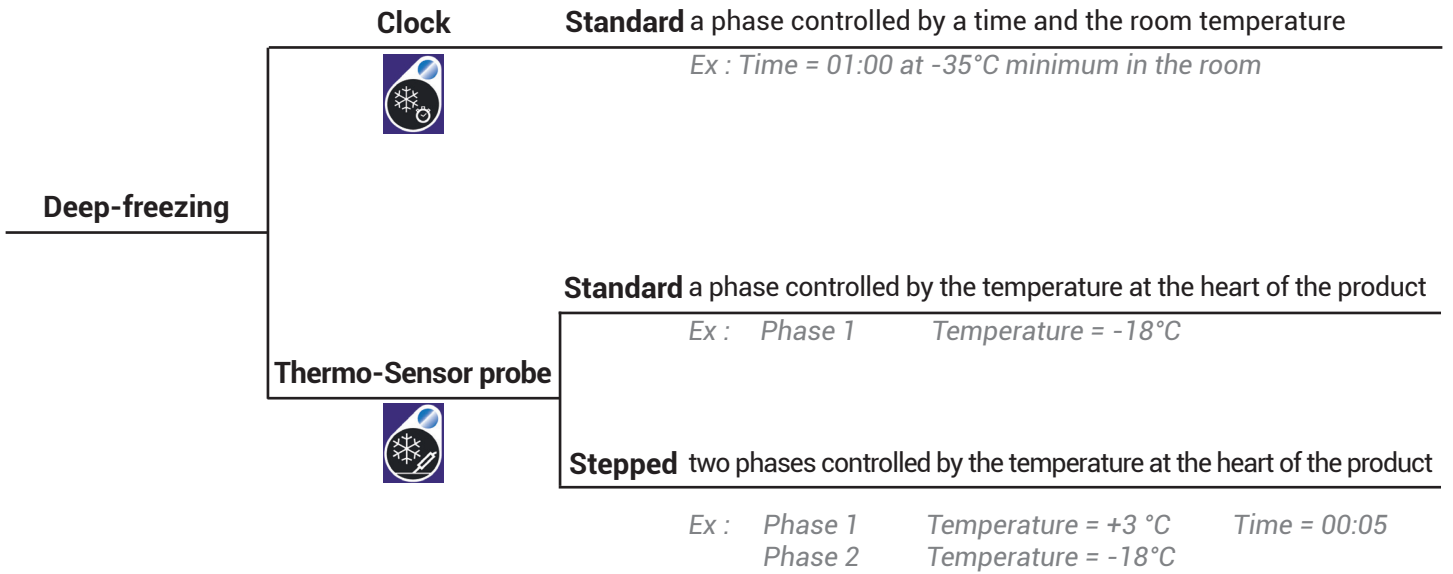 Clock Standard a phase controlled by a time and the room temperature
Ex : Time = 01:00 at -35°C minimum in the room
Deep-freezing
Standard a phase controlled by the temperature at the heart of the product
Ex : Phase 1 Temperature = -18°C
Thermo-Sensor probe
Stepped two phases controlled by the temperature at the heart of the product
Ex : Phase 1 Temperature = +3 °C Time = 00:05
Phase 2 Temperature = -18°C